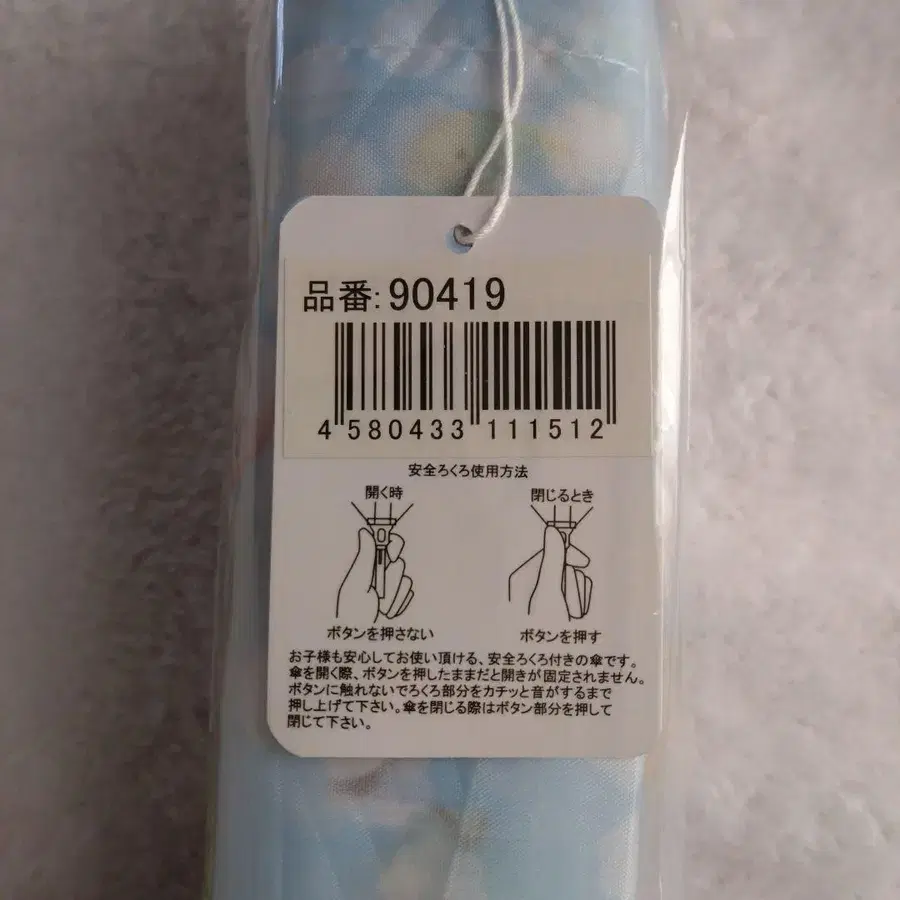 品番:90419
4 580433 111512
安全ろくろ使用方法
開く時
閉じるとき
ボタンを押さない
ボタンを押す
お子様も安心してお使い頂ける、安全ろくろ付きの傘です。
傘を開く際、ボタンを押したままだと開きが固定されません。
ボタンに触れないでろくろ部分をカチッと音がするまで
押し上げて下さい。傘を閉じる際はボタン部分を押して
閉じて下さい。